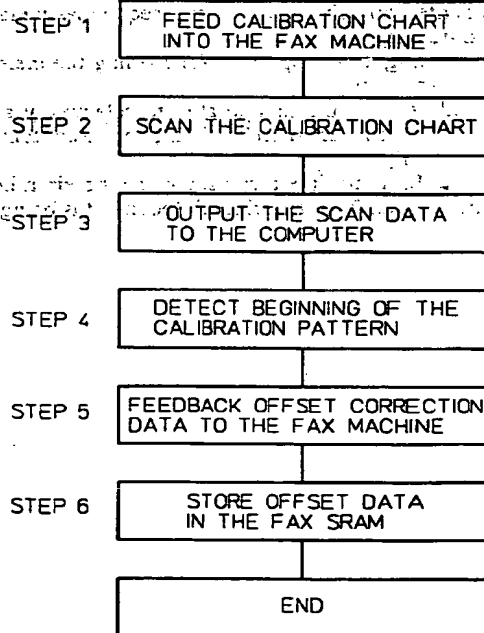 STEP 1
FEED CALIBRATION CHART
INTO THE FAX MACHINE
STEP 2
SCAN THE CALIBRATION CHART
STEP 3
OUTPUT THE SCAN DATA
TO THE COMPUTER
STEP 4
DETECT BEGINNING OF THE
CALIBRATION PATTERN
STEP 5
FEEDBACK OFFSET CORRECTION
DATA TO THE FAX MACHINE
STEP 6
STORE OFFSET DATA
IN THE FAX SRAM
END